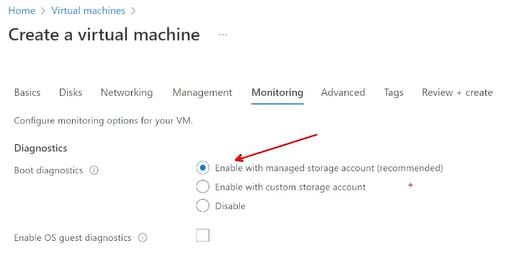 Home > Virtual machines >
Create a virtual machine ...
Basics Disks Networking Management Monitoring Advanced Tags Review + create
Configure monitoring options for your VM.
Diagnostics
Boot diagnostics
Enable with managed storage account (recommended)
Enable with custom storage account
Disable
Enable OS guest diagnostics